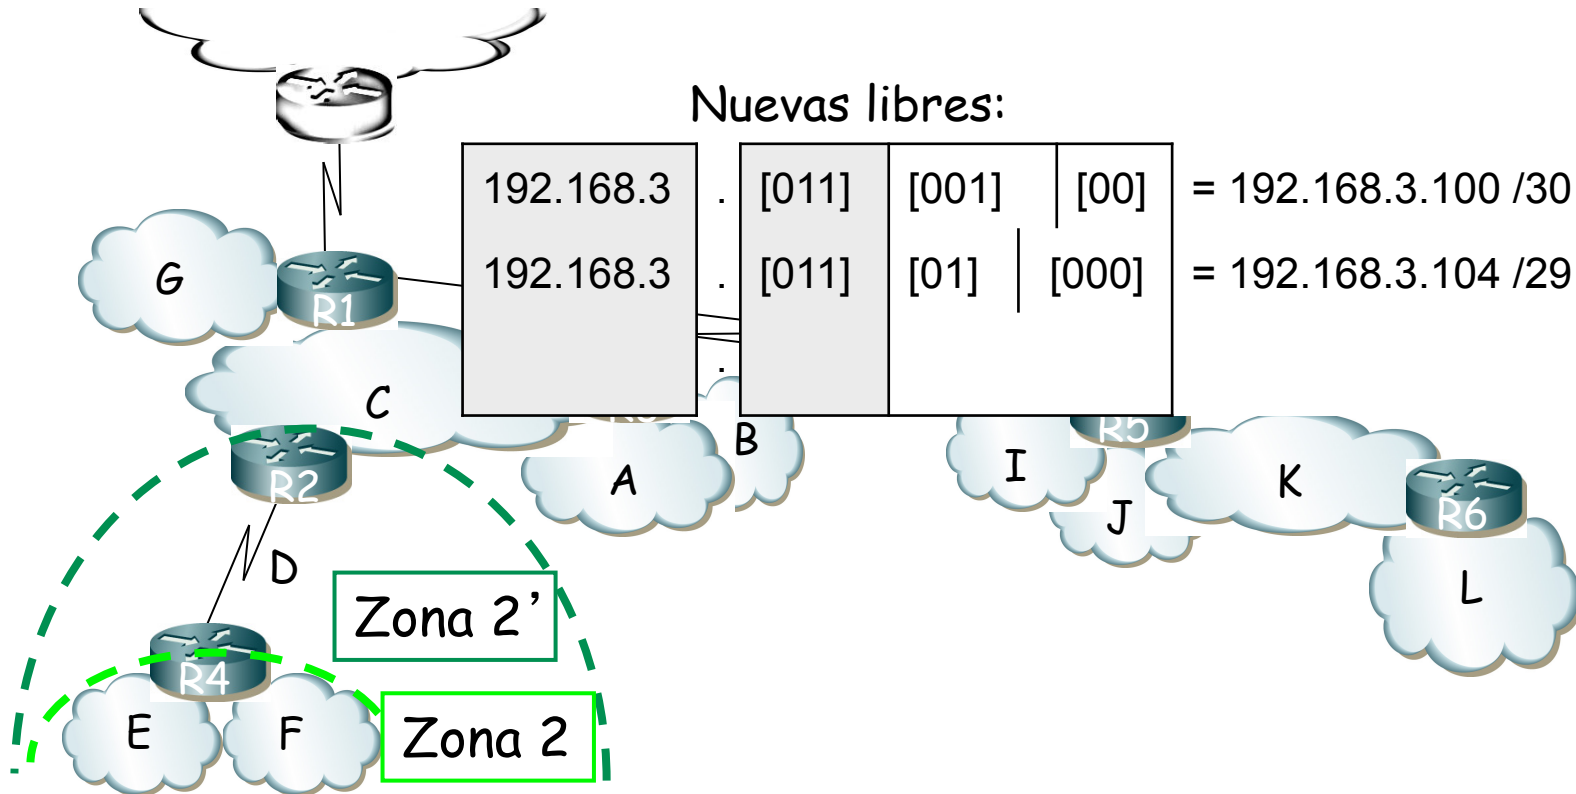 Nuevas libres:
192.168.3 . [011] [001] [00] = 192.168.3.100 /30
192.168.3 . [011] [01] [000] = 192.168.3.104 /29
.
G
R1
C
B
R5
A
I
K
J
R2
R6
D
L
Zona 2’
R4
E
F
Zona 2